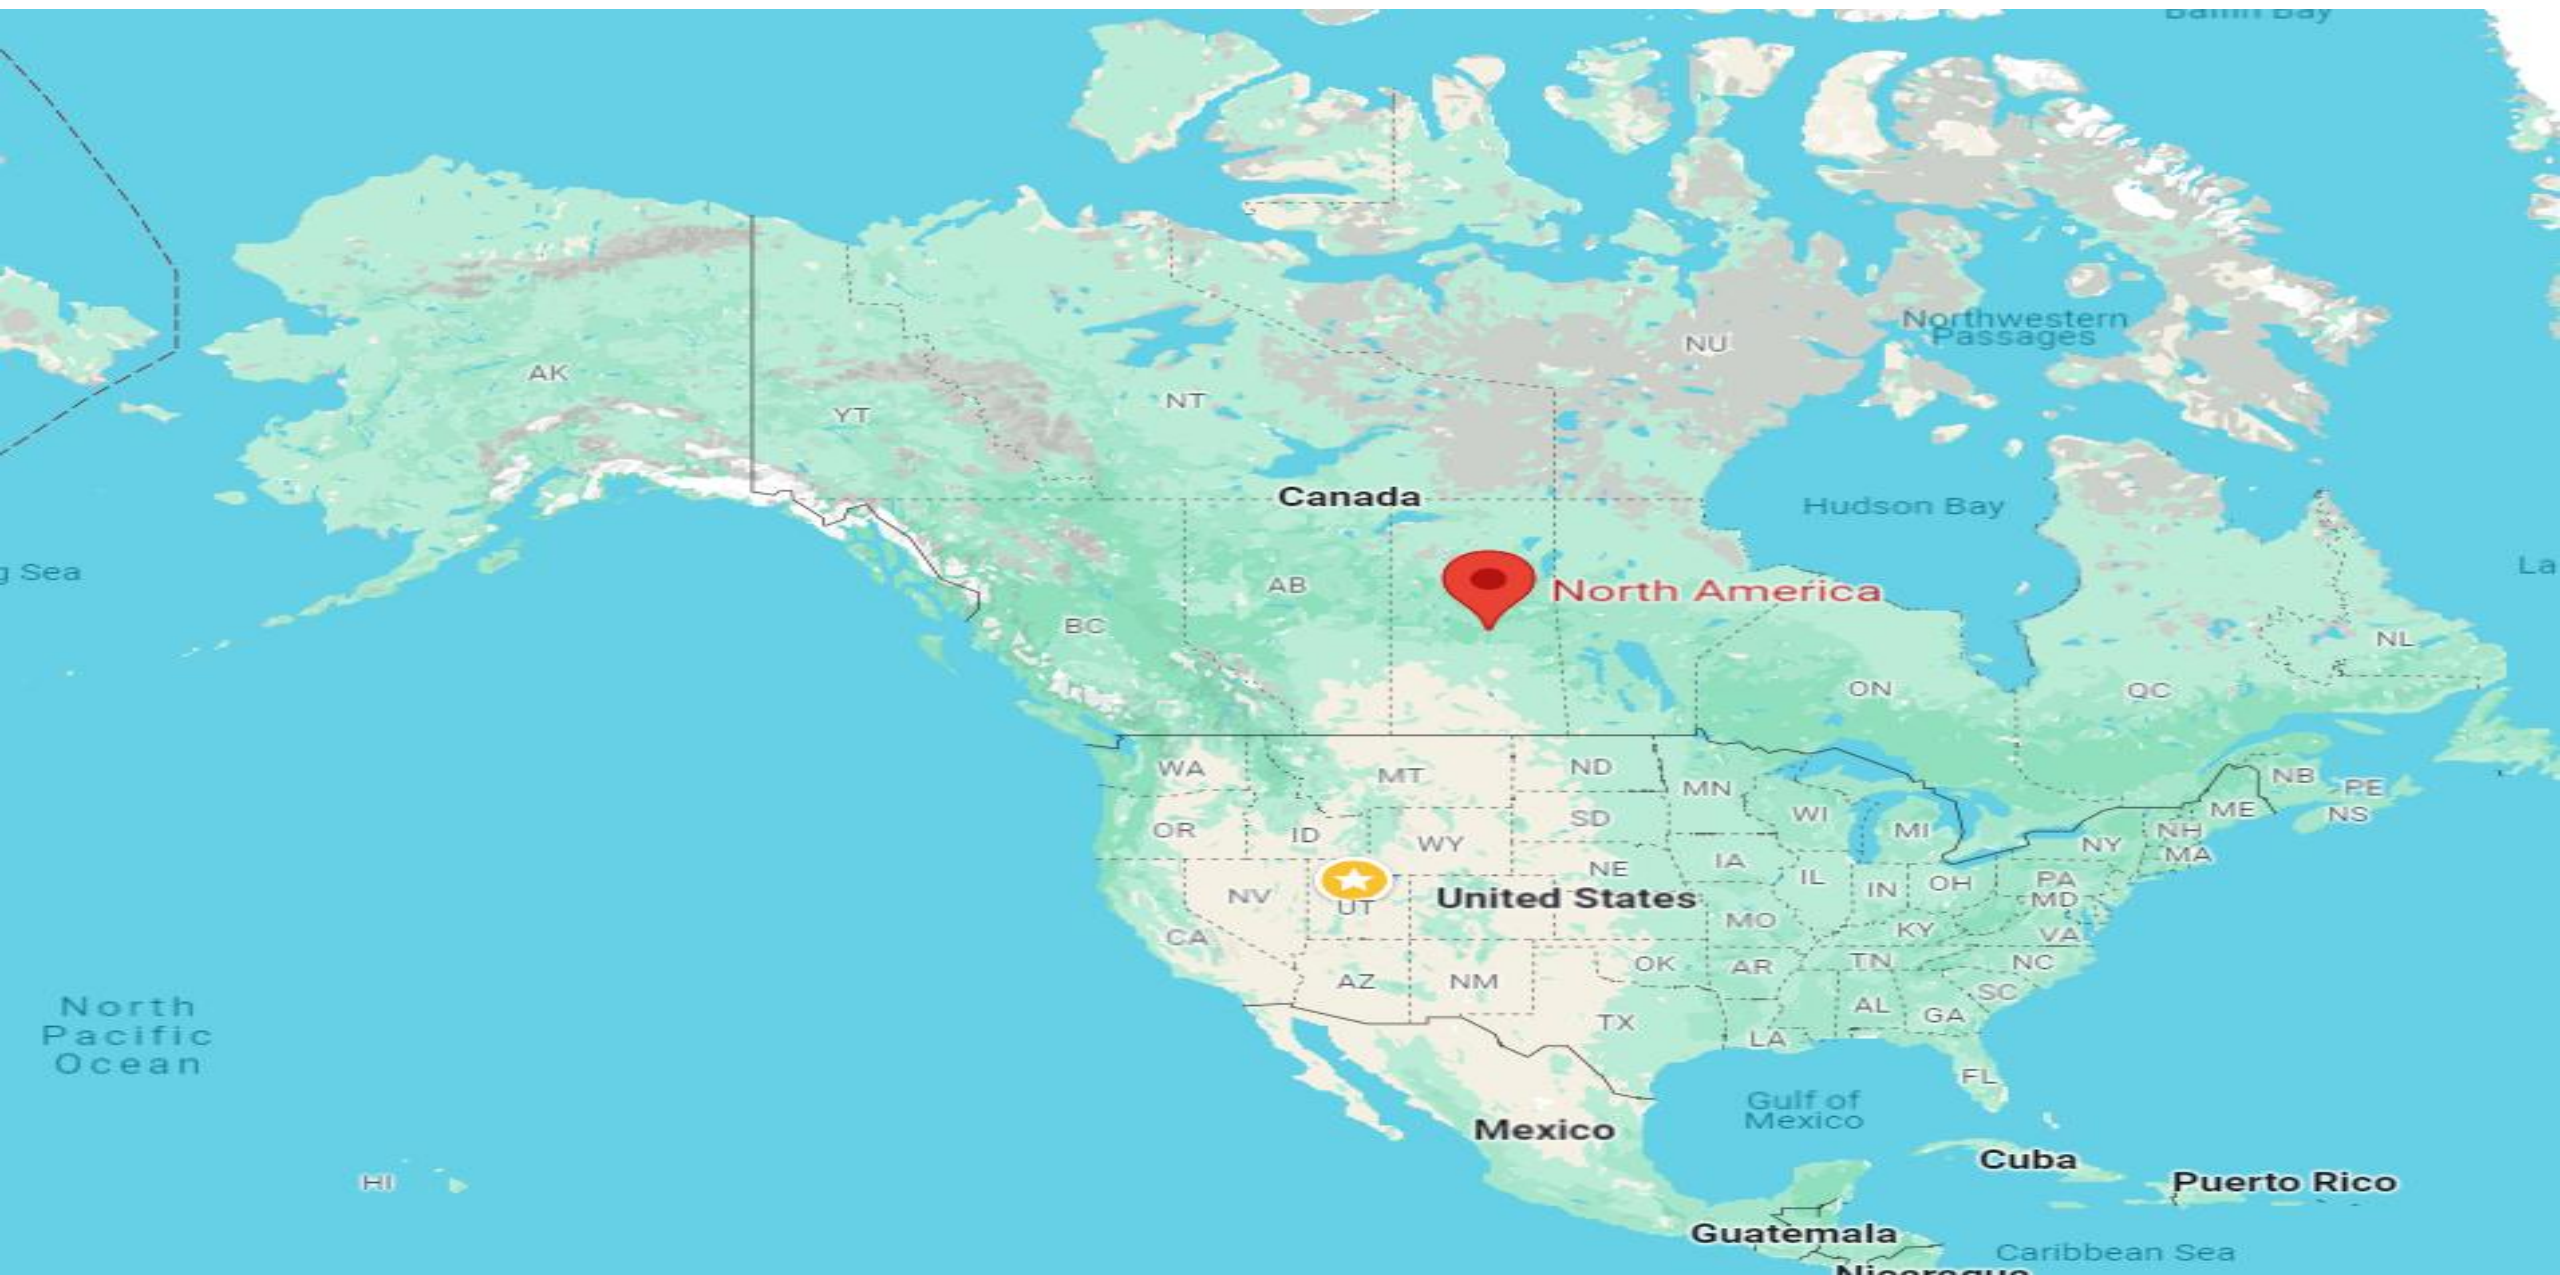 Baffin Bay
Northwestern
Passages
NU
AK
NT
YT
Canada
Hudson Bay
g Sea
La
AB
North America
BC
NL
ON
QC
WA
MT
ND
MN
NB
PE
OR
ID
WY
SD
WI
MI
ME
NS
NH
NY
MA
NV
UT
United States
NE
IA
IL
IN
OH
PA
MD
CA
MO
KY
VA
AZ
NM
OK
AR
TN
NC
SC
TX
LA
AL
GA
FL
North
Pacific
Ocean
Gulf of
Mexico
Mexico
HI
Cuba
Puerto Rico
Guatemala
Caribbean Sea
Nicaragua